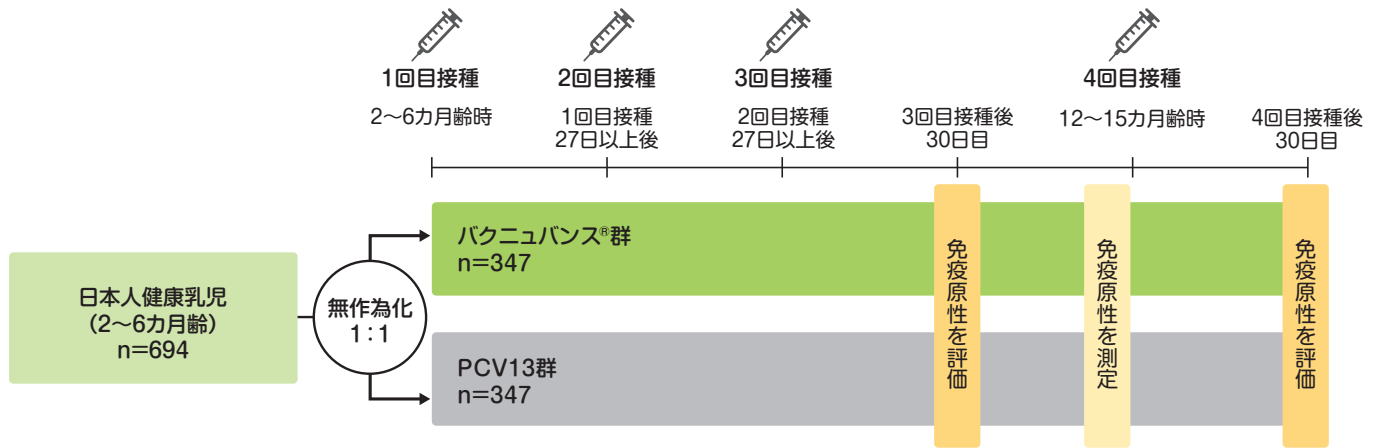 1回目接種
2～6カ月齢時
2回目接種
1回目接種
27日以上後
3回目接種
2回目接種
27日以上後
3回目接種後
30日目
4回目接種
12～15カ月齢時
4回目接種後
30日目
日本人健康乳児
（2～6カ月齢）
n=694
無作為化
1：1
バクニュバンス®群
n=347
PCV13群
n=347
免疫原性を評価
免疫原性を測定
免疫原性を評価